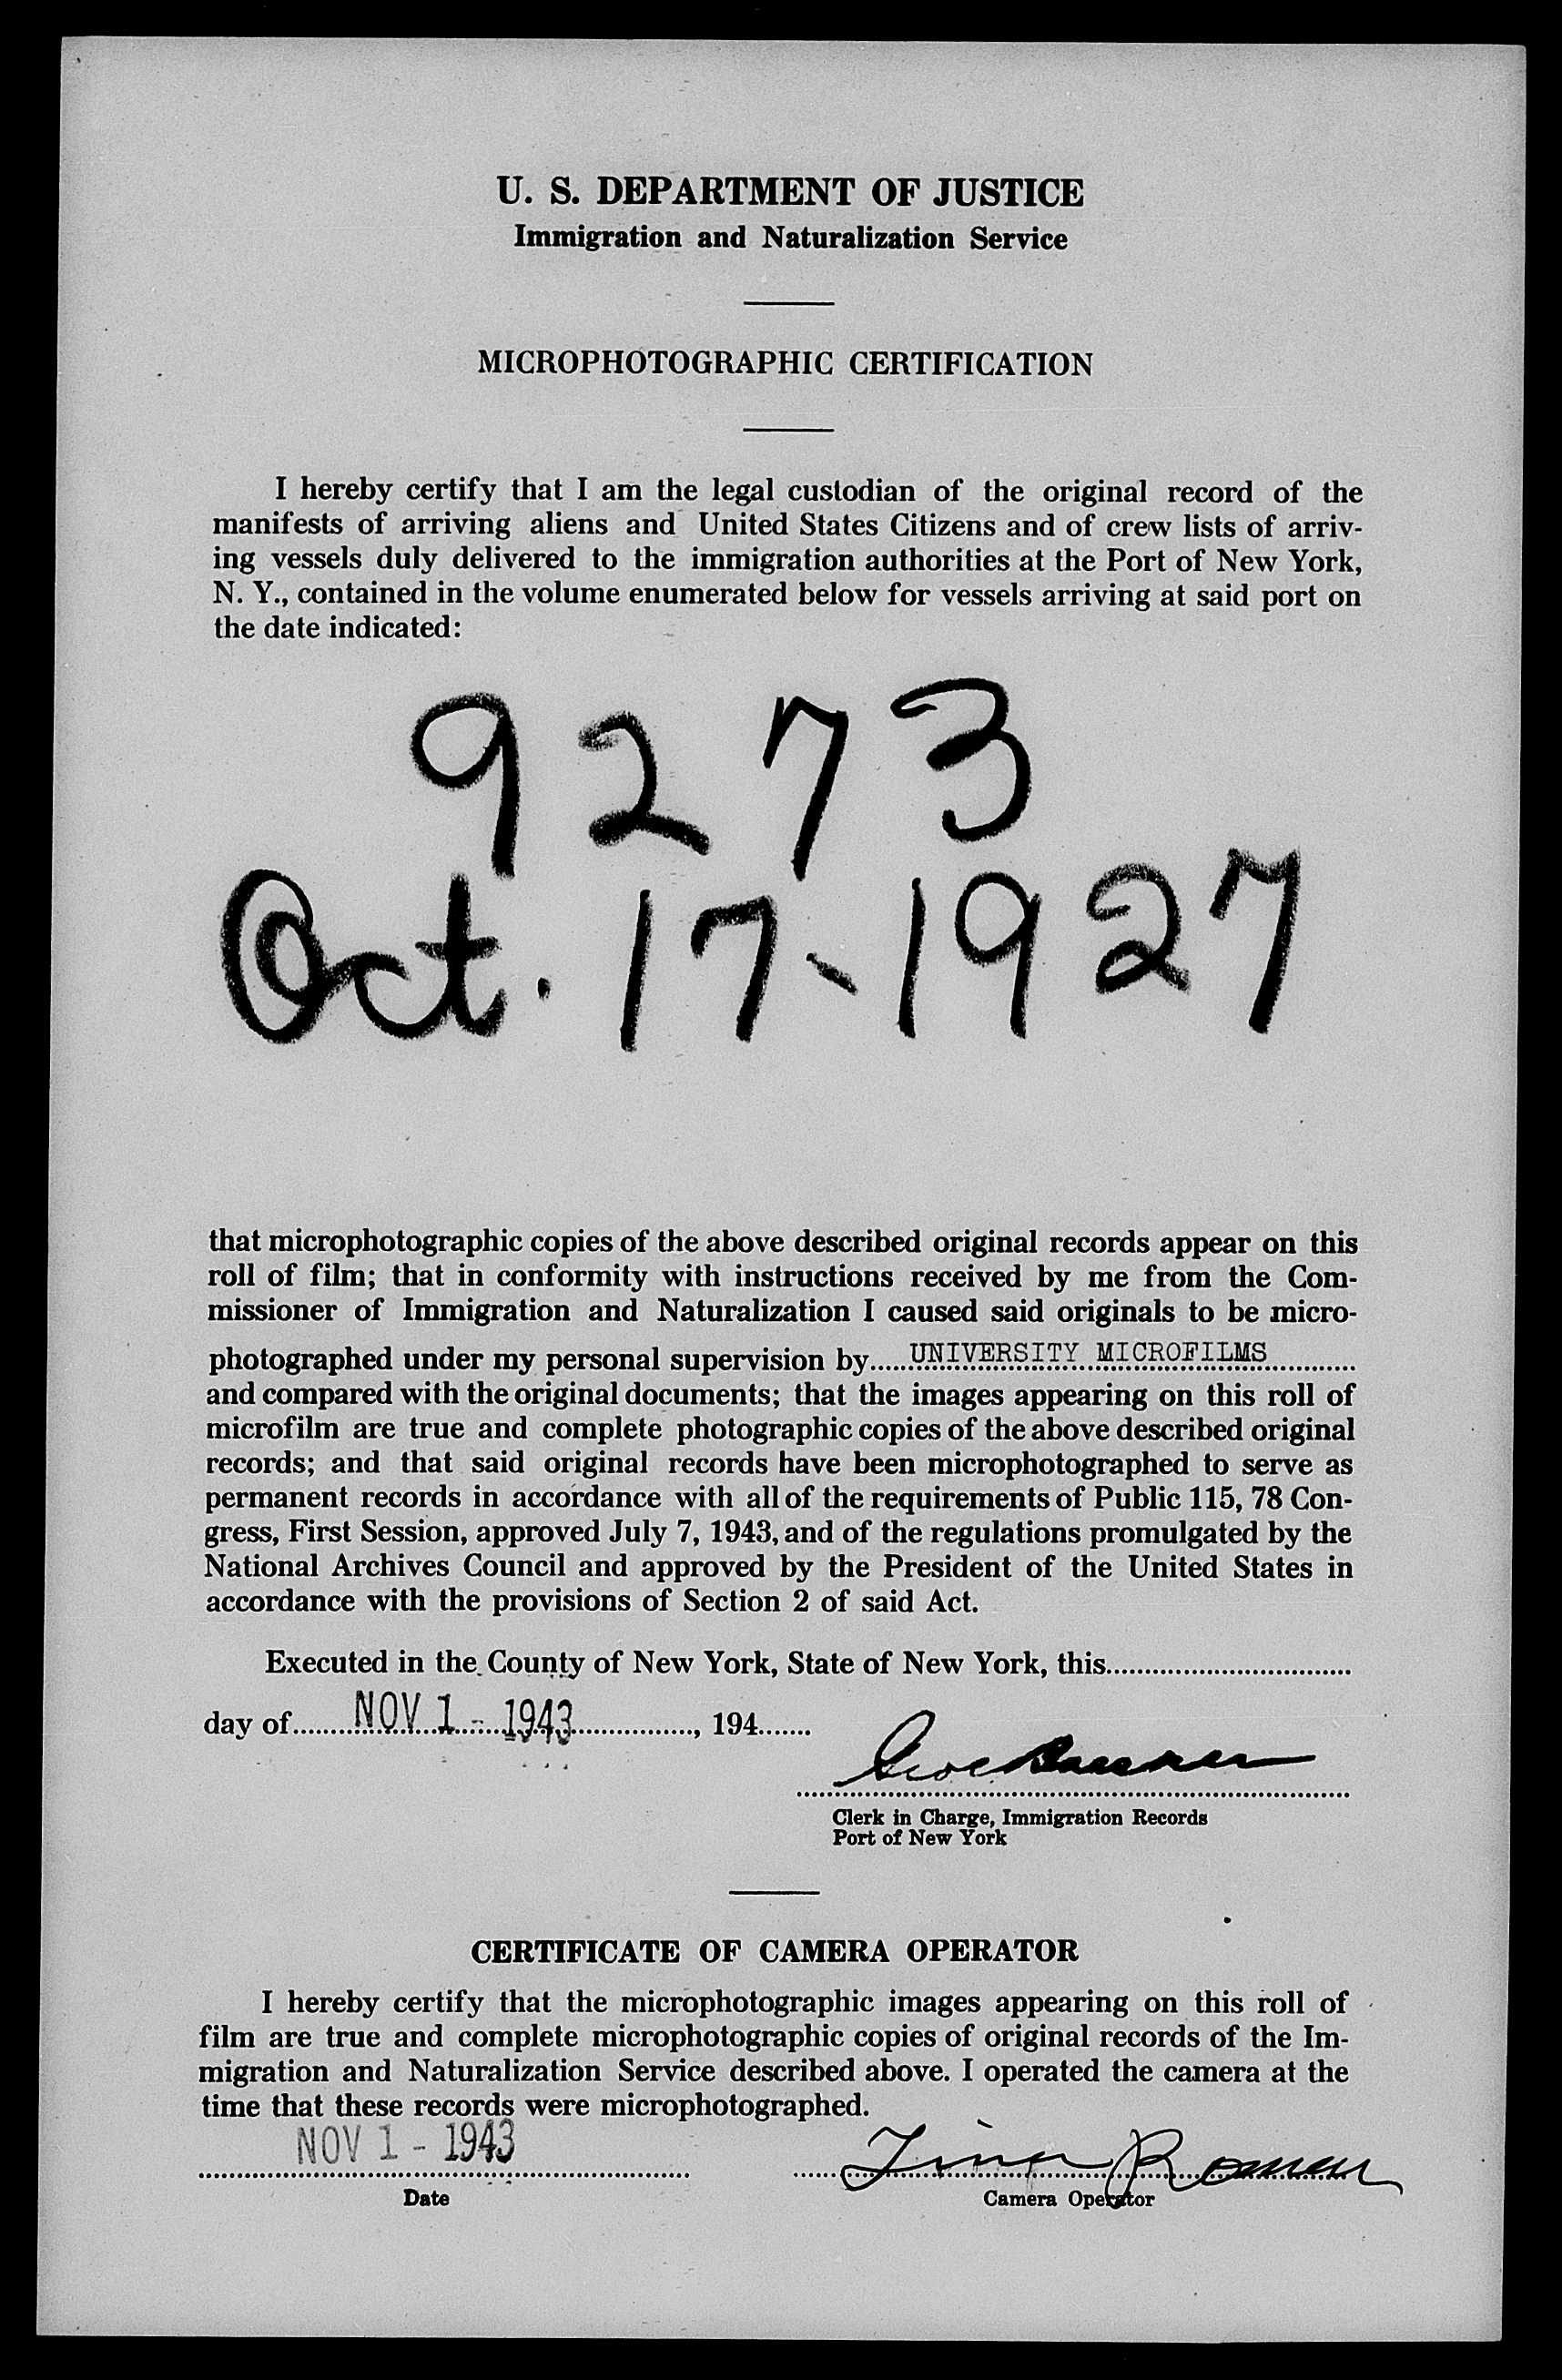 U. S. DEPARTMENT OF JUSTICE
Immigration and Naturalization Service
MICROPHOTOGRAPHIC CERTIFICATION
I hereby certify that I am the legal custodian of the original record of the
manifests of arriving aliens and United States Citizens and of crew lists of arriv-
ing vessels duly delivered to the immigration authorities at the Port of New York,
N. Y., contained in the volume enumerated below for vessels arriving at said port on
the date indicated:
9273
Oct. 17-1927
that microphotographic copies of the above described original records appear on this
roll of film; that in conformity with instructions received by me from the Com-
missioner of Immigration and Naturalization I caused said originals to be micro-
photographed under my personal supervision by.....UNIVERSITY MICROFILMS
and compared with the original documents; that the images appearing on this roll of
microfilm are true and complete photographic copies of the above described original
records; and that said original records have been microphotographed to serve as
permanent records in accordance with all of the requirements of Public 115, 78 Con-
gress, First Session, approved July 7, 1943, and of the regulations promulgated by the
National Archives Council and approved by the President of the United States in
accordance with the provisions of Section 2 of said Act.
Executed in the County of New York, State of New York, this
day of NOV 1 - 1943, 194
Clerk in Charge, Immigration Records
Port of New York
CERTIFICATE OF CAMERA OPERATOR
I hereby certify that the microphotographic images appearing on this roll of
film are true and complete microphotographic copies of original records of the Im-
migration and Naturalization Service described above. I operated the camera at the
time that these records were microphotographed.
NOV 1 - 1943
Date
Camera Operator